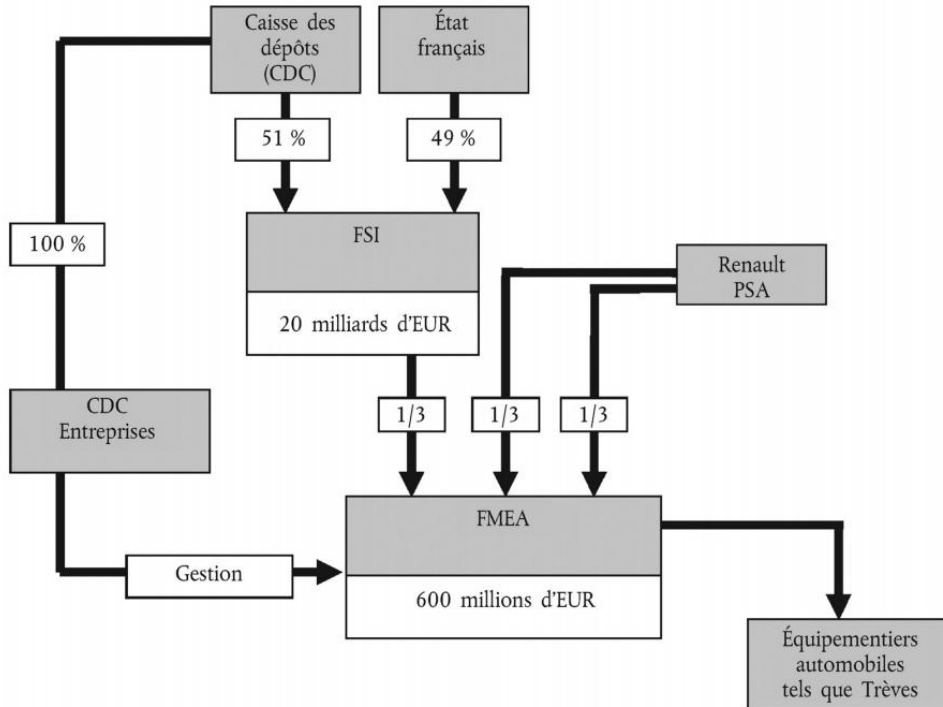 Caisse des
dépôts
(CDC)
État
français
51 %
49 %
100 %
FSI
20 milliards d'EUR
Renault
PSA
1/3
1/3
1/3
CDC
Entreprises
FMEA
600 millions d'EUR
Gestion
Équipementiers
automobiles
tels que Trèves